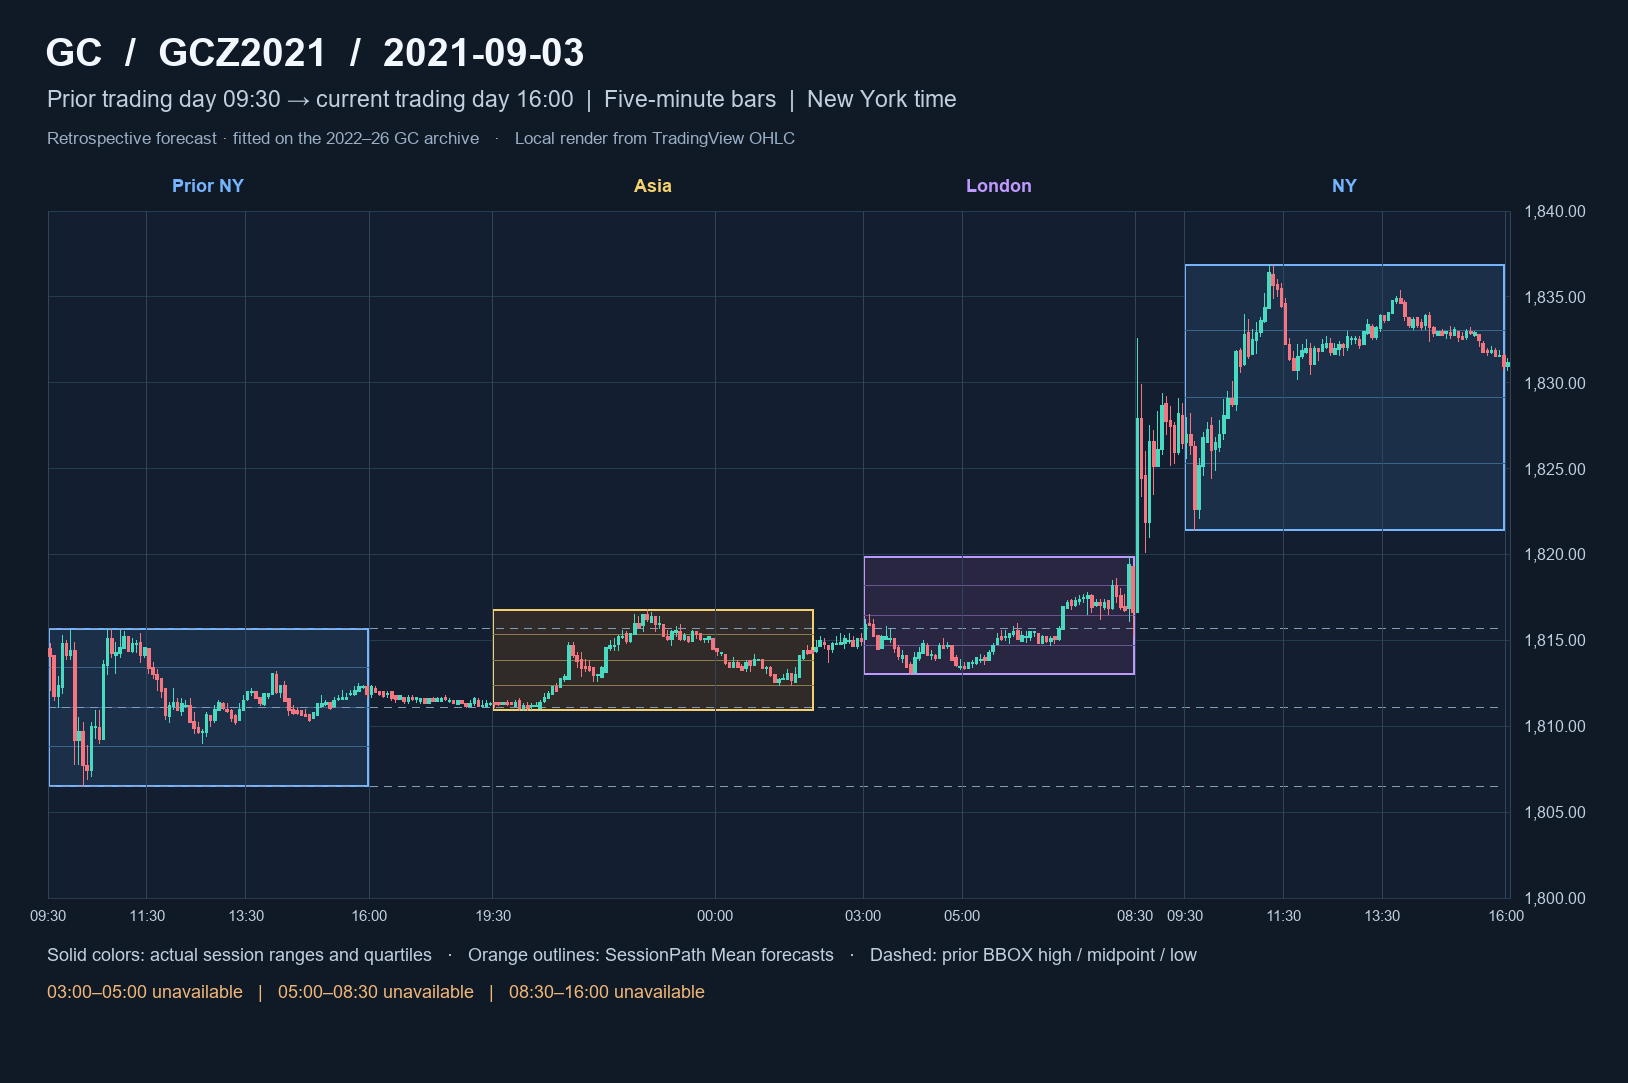 GC / GCZ2021 / 2021-09-03
Prior trading day 09:30 → current trading day 16:00 | Five-minute bars | New York time
Retrospective forecast · fitted on the 2022–26 GC archive · Local render from TradingView OHLC
Prior NY Asia London NY
1,840.00
1,835.00
1,830.00
1,825.00
1,820.00
1,815.00
1,810.00
1,805.00
1,800.00
09:30 11:30 13:30 16:00 19:30 00:00 03:00 05:00 08:30 09:30 11:30 13:30 16:00
Solid colors: actual session ranges and quartiles · Orange outlines: SessionPath Mean forecasts · Dashed: prior BBOX high / midpoint / low
03:00–05:00 unavailable | 05:00–08:30 unavailable | 08:30–16:00 unavailable